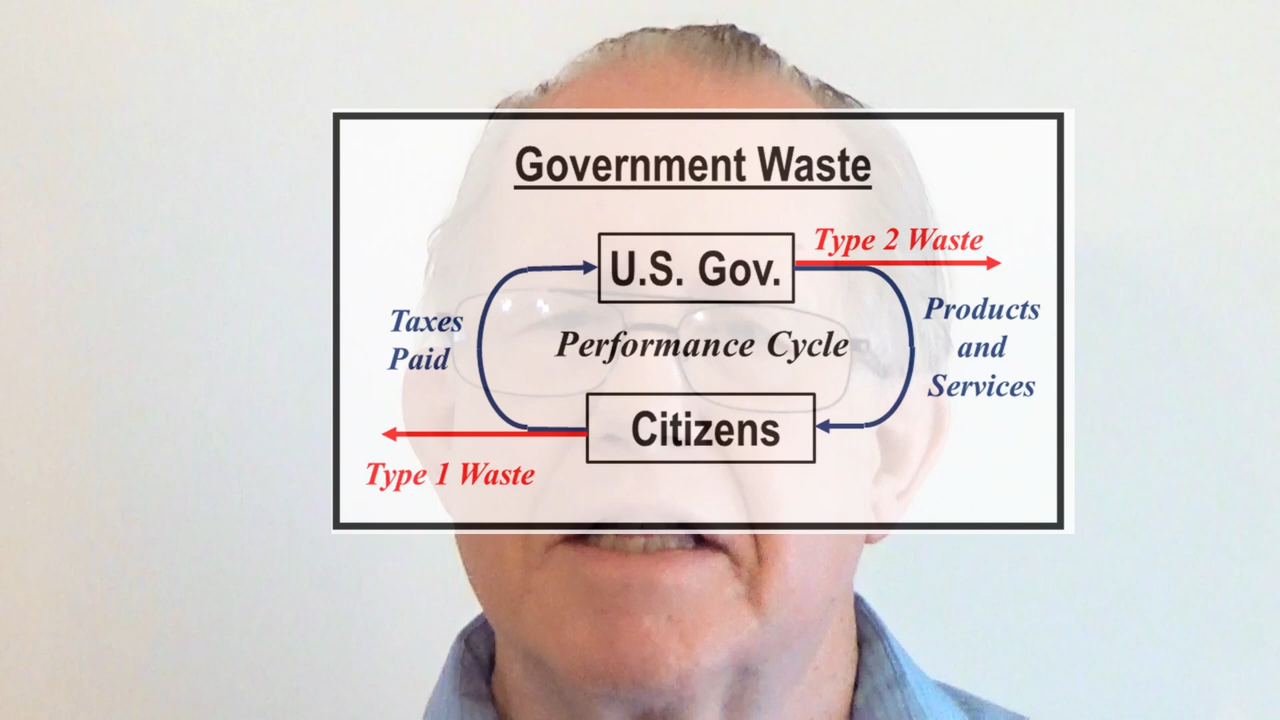 Government Waste
Type 2 Waste
U.S. Gov.
Taxes
Paid
Performance Cycle
Products
and
Services
Citizens
Type 1 Waste